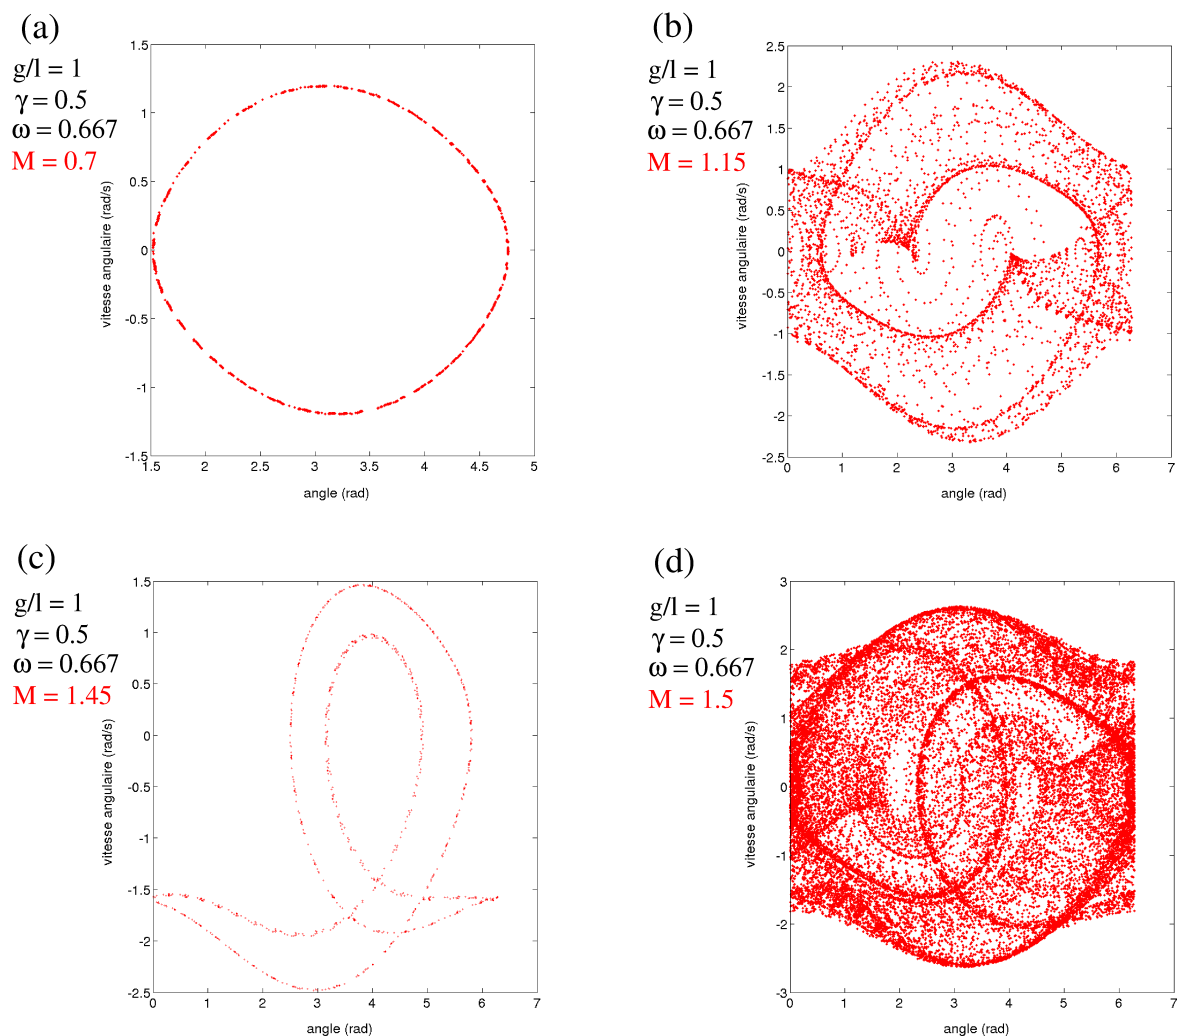 (a)
g/l = 1
γ = 0.5
ω = 0.667
M = 0.7
1.5
1
0.5
0
-0.5
-1
-1.5
vitesse angulaire (rad/s)
1.5
2
2.5
3
3.5
4
4.5
5
angle (rad)
(b)
g/l = 1
γ = 0.5
ω = 0.667
M = 1.15
2.5
2
1.5
1
0.5
0
-0.5
-1
-1.5
-2
-2.5
vitesse angulaire (rad/s)
0
1
2
3
4
5
6
7
angle (rad)
(c)
g/l = 1
γ = 0.5
ω = 0.667
M = 1.45
1.5
1
0.5
0
-0.5
-1
-1.5
-2
-2.5
vitesse angulaire (rad/s)
0
1
2
3
4
5
6
7
angle (rad)
(d)
g/l = 1
γ = 0.5
ω = 0.667
M = 1.5
3
2
1
0
-1
-2
-3
vitesse angulaire (rad/s)
0
1
2
3
4
5
6
7
angle (rad)